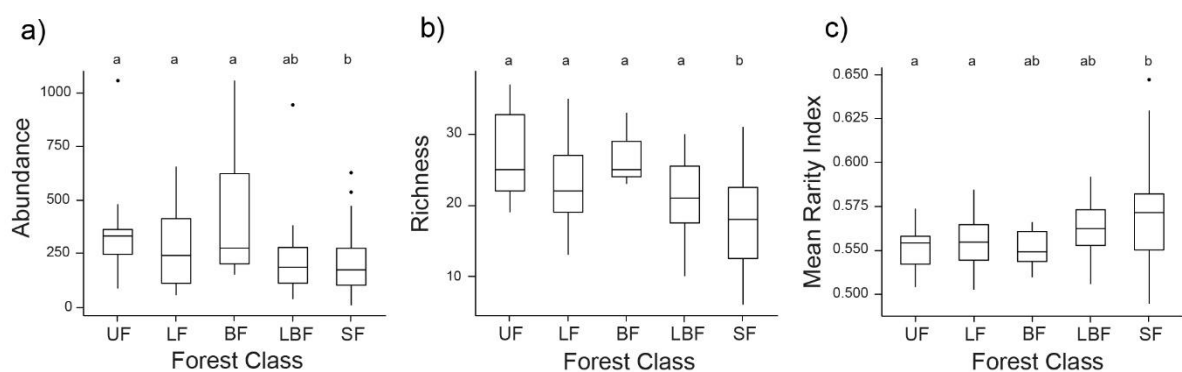 a)
a a a ab b
Abundance
1000
750
500
250
0
UF LF BF LBF SF
Forest Class
b)
a a a a b
Richness
30
20
10
UF LF BF LBF SF
Forest Class
c)
a a ab ab b
Mean Rarity Index
0.650
0.625
0.600
0.575
0.550
0.500
UF LF BF LBF SF
Forest Class